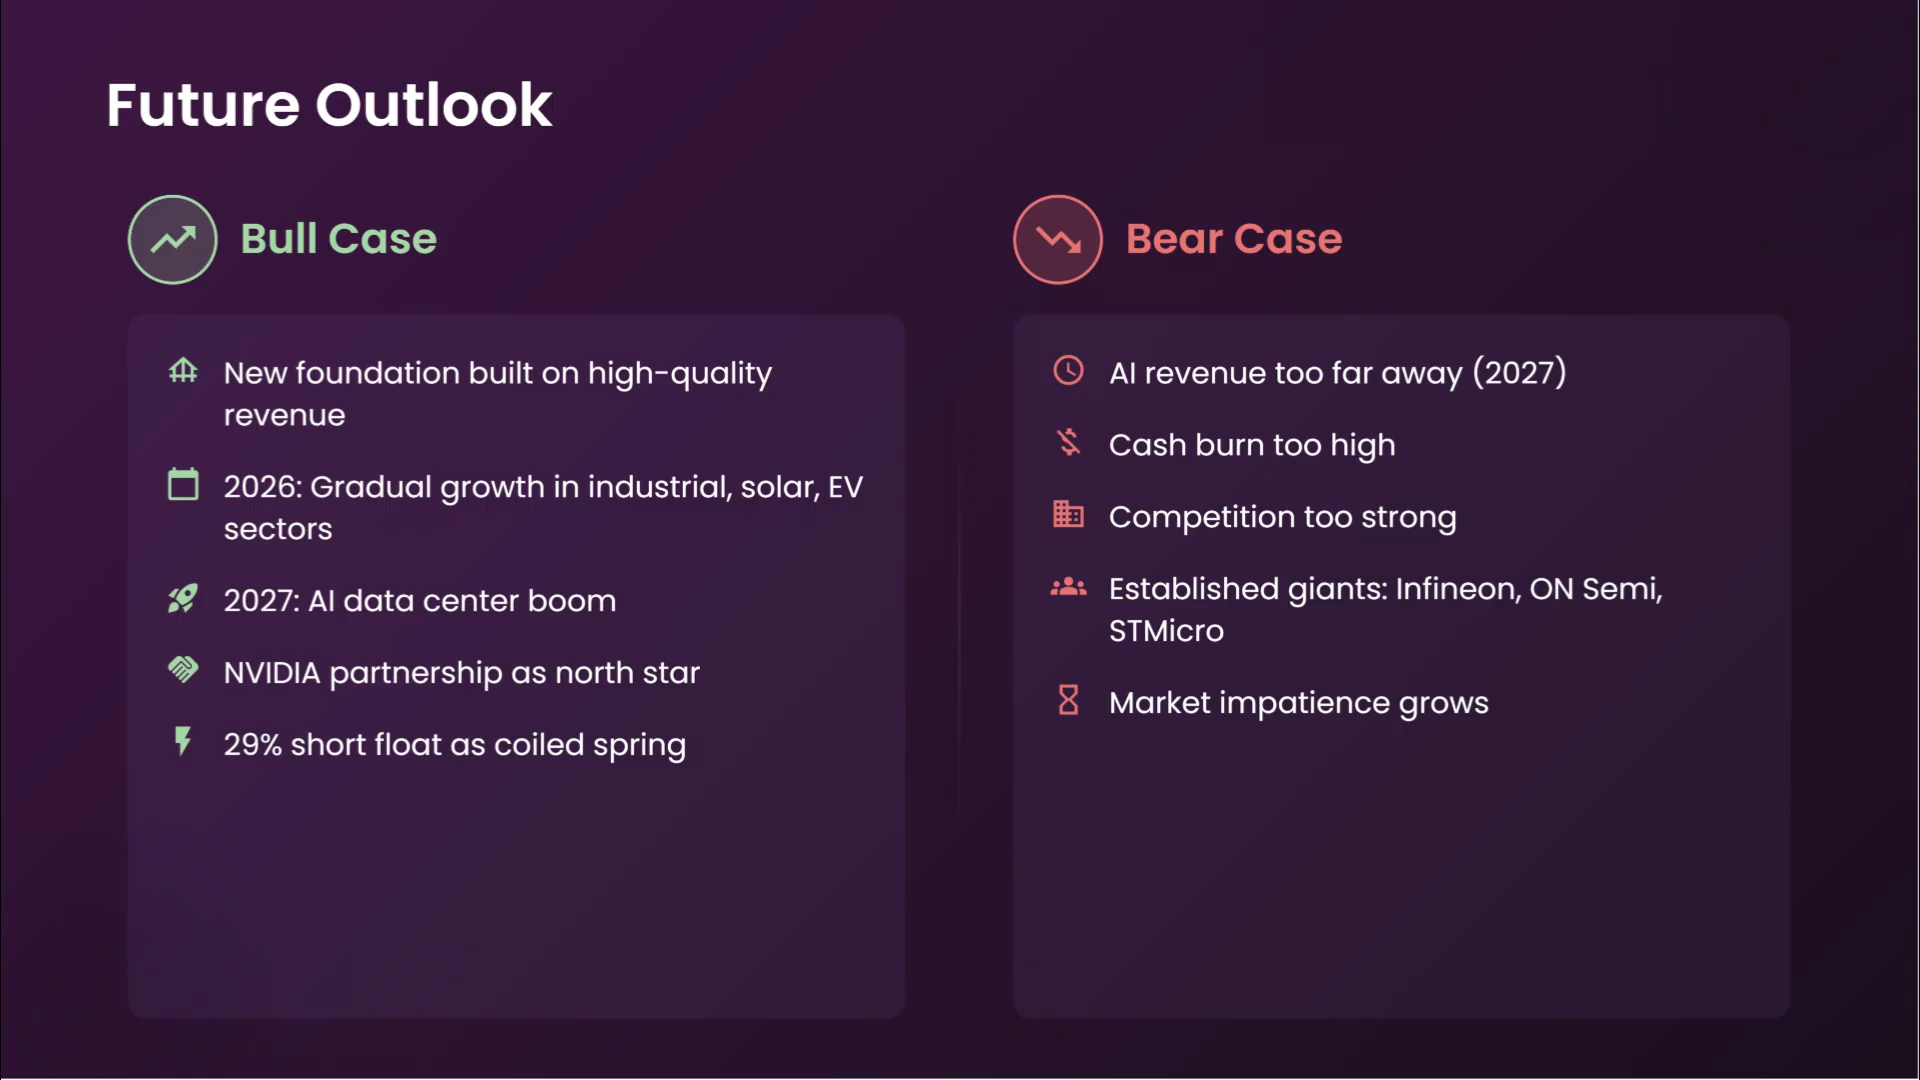 Future Outlook
Bull Case
New foundation built on high-quality
revenue
2026: Gradual growth in industrial, solar, EV
sectors
2027: AI data center boom
NVIDIA partnership as north star
29% short float as coiled spring
Bear Case
AI revenue too far away (2027)
Cash burn too high
Competition too strong
Established giants: Infineon, ON Semi,
STMicro
Market impatience grows